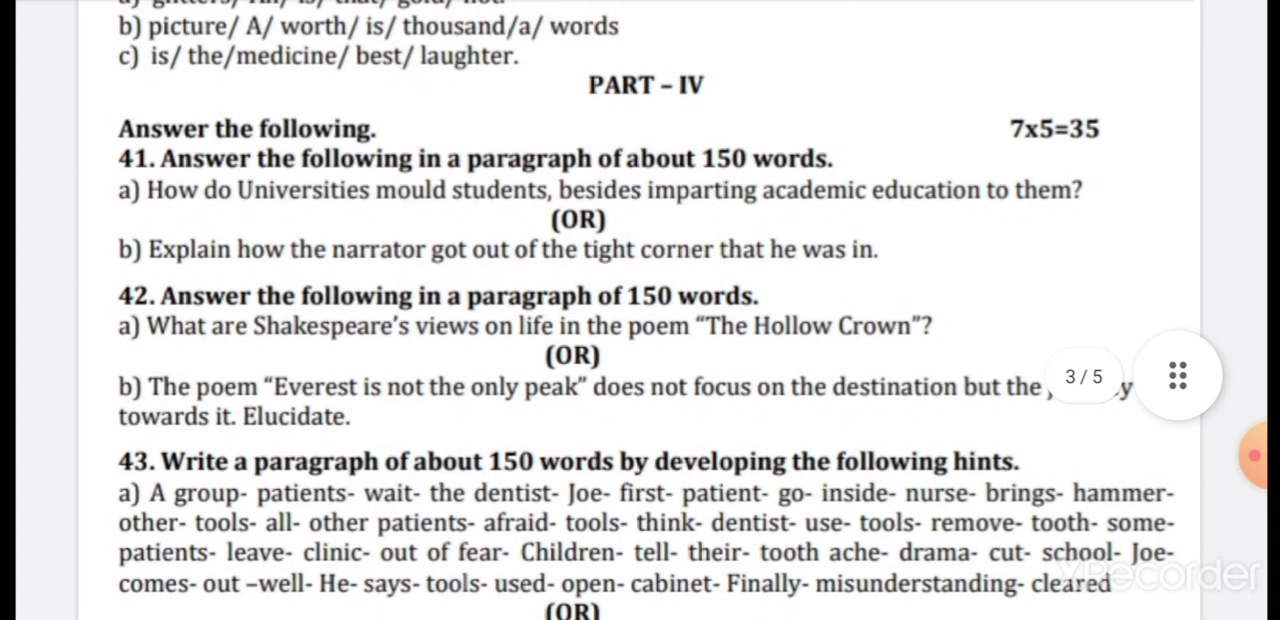 b) picture/ A/ worth/ is/ thousand/a/ words
c) is/ the/medicine/ best/ laughter.
PART – IV
Answer the following. 7x5=35
41. Answer the following in a paragraph of about 150 words.
a) How do Universities mould students, besides imparting academic education to them?
(OR)
b) Explain how the narrator got out of the tight corner that he was in.
42. Answer the following in a paragraph of 150 words.
a) What are Shakespeare's views on life in the poem “The Hollow Crown”?
(OR)
b) The poem “Everest is not the only peak” does not focus on the destination but the
3 / 5
towards it. Elucidate.
43. Write a paragraph of about 150 words by developing the following hints.
a) A group- patients- wait- the dentist- Joe- first- patient- go- inside- nurse- brings- hammer-
other- tools- all- other patients- afraid- tools- think- dentist- use- tools- remove- tooth- some-
patients- leave- clinic- out of fear- Children- tell- their- tooth ache- drama- cut- school- Joe-
comes- out –well- He- says- tools- used- open- cabinet- Finally- misunderstanding- cleared
(OR)